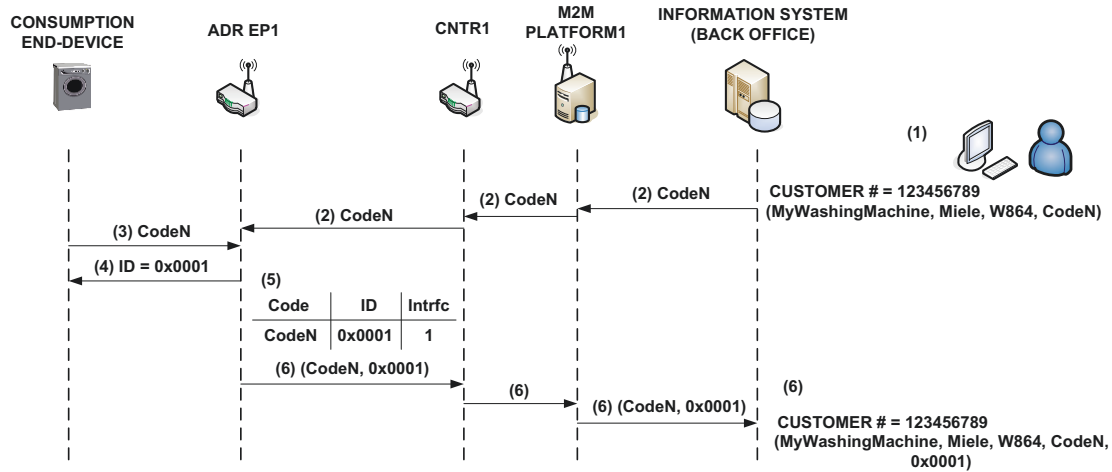 CONSUMPTION
END-DEVICE
ADR EP1
CNTR1
M2M
PLATFORM1
INFORMATION SYSTEM
(BACK OFFICE)
(1)
CUSTOMER # = 123456789
(MyWashingMachine, Miele, W864, CodeN)
(2) CodeN
(2) CodeN
(2) CodeN
(3) CodeN
(4) ID = 0x0001
(5)
Code ID Intrfc
CodeN 0x0001 1
(6) (CodeN, 0x0001)
(6)
(6) (CodeN, 0x0001)
(6)
CUSTOMER # = 123456789
(MyWashingMachine, Miele, W864, CodeN,
0x0001)